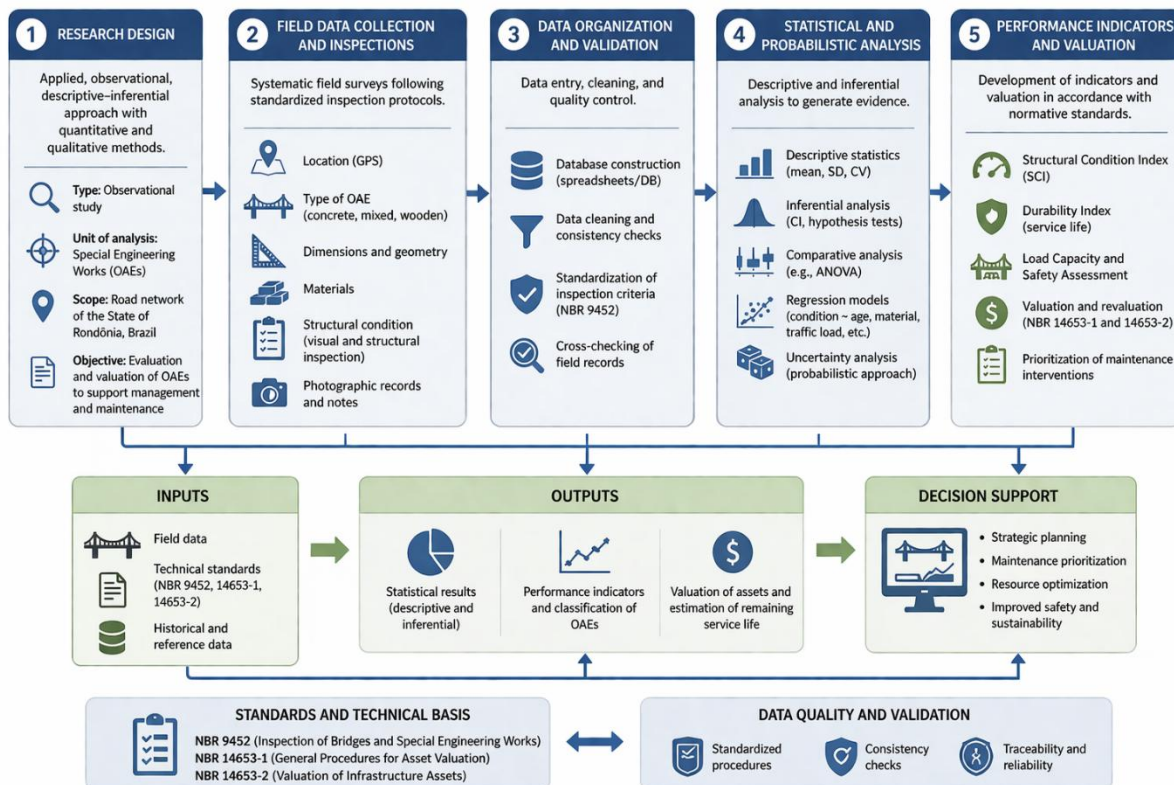 1 RESEARCH DESIGN
Applied, observational,
descriptive–inferential
approach with
quantitative and
qualitative methods.
Type: Observational
study
Unit of analysis:
Special Engineering
Works (OAEs)
Scope: Road network
of the State of
Rondônia, Brazil
Objective: Evaluation
and valuation of OAEs
to support management
and maintenance
2 FIELD DATA COLLECTION
AND INSPECTIONS
Systematic field surveys following
standardized inspection protocols.
Location (GPS)
Type of OAE
(concrete, mixed, wooden)
Dimensions and geometry
Materials
Structural condition
(visual and structural
inspection)
Photographic records
and notes
3 DATA ORGANIZATION
AND VALIDATION
Data entry, cleaning, and
quality control.
Database construction
(spreadsheets/DB)
Data cleaning and
consistency checks
Standardization of
inspection criteria
(NBR 9452)
Cross-checking of
field records
4 STATISTICAL AND
PROBABILISTIC ANALYSIS
Descriptive and inferential
analysis to generate evidence.
Descriptive statistics
(mean, SD, CV)
Inferential analysis
(CI, hypothesis tests)
Comparative analysis
(e.g., ANOVA)
Regression models
(condition ~ age, material,
traffic load, etc.)
Uncertainty analysis
(probabilistic approach)
5 PERFORMANCE INDICATORS
AND VALUATION
Development of indicators and
valuation in accordance with
normative standards.
Structural Condition Index
(SCI)
Durability Index
(service life)
Load Capacity and
Safety Assessment
$
Valuation and revaluation
(NBR 14653-1 and 14653-2)
Prioritization of maintenance
interventions
INPUTS
Field data
Technical standards
(NBR 9452, 14653-1,
14653-2)
Historical and
reference data
OUTPUTS
Statistical results
(descriptive and
inferential)
Performance indicators
and classification of
OAEs
$
Valuation of assets and
estimation of remaining
service life
DECISION SUPPORT
• Strategic planning
• Maintenance prioritization
• Resource optimization
• Improved safety and
sustainability
STANDARDS AND TECHNICAL BASIS
NBR 9452 (Inspection of Bridges and Special Engineering Works)
NBR 14653-1 (General Procedures for Asset Valuation)
NBR 14653-2 (Valuation of Infrastructure Assets)
DATA QUALITY AND VALIDATION
Standardized
procedures
Consistency
checks
Traceability and
reliability